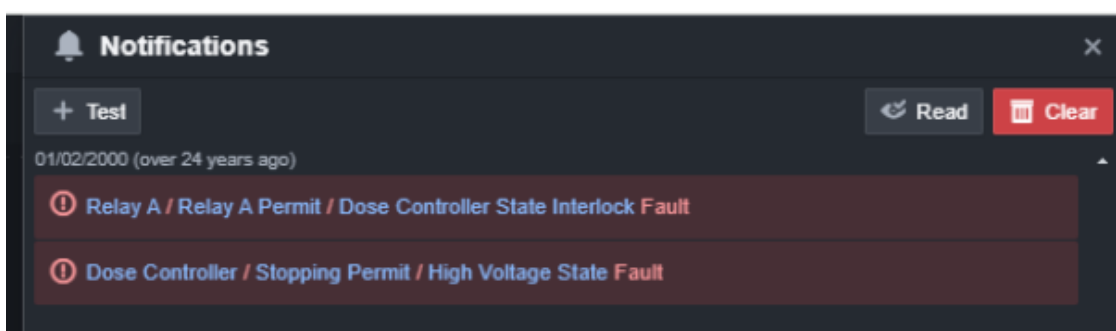 Notifications
+ Test
Read
Clear
01/02/2000 (over 24 years ago)
Relay A / Relay A Permit / Dose Controller State Interlock Fault
Dose Controller / Stopping Permit / High Voltage State Fault